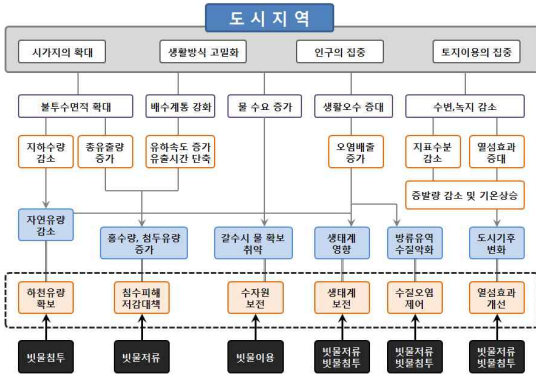 도시지역
시가지의 확대
생활방식 고밀화
인구의 집중
토지이용의 집중
불투수면적 확대
배수계통 강화
물 수요 증가
생활오수 증대
수변,녹지 감소
지하수량
감소
총유출량
증가
유하속도 증가
유출시간 단축
오염배출
증가
지표수분
감소
열섬효과
증대
증발량 감소 및 기온상승
자연유량
감소
홍수량, 첨두유량
증가
갈수시 물 확보
취약
생태계
영향
방류유역
수질악화
도시기후
변화
하천유량
확보
침수피해
저감대책
수자원
보전
생태계
보전
수질오염
제어
열섬효과
개선
빗물침투
빗물저류
빗물이용
빗물저류
빗물침투
빗물저류
빗물침투
빗물저류
빗물침투